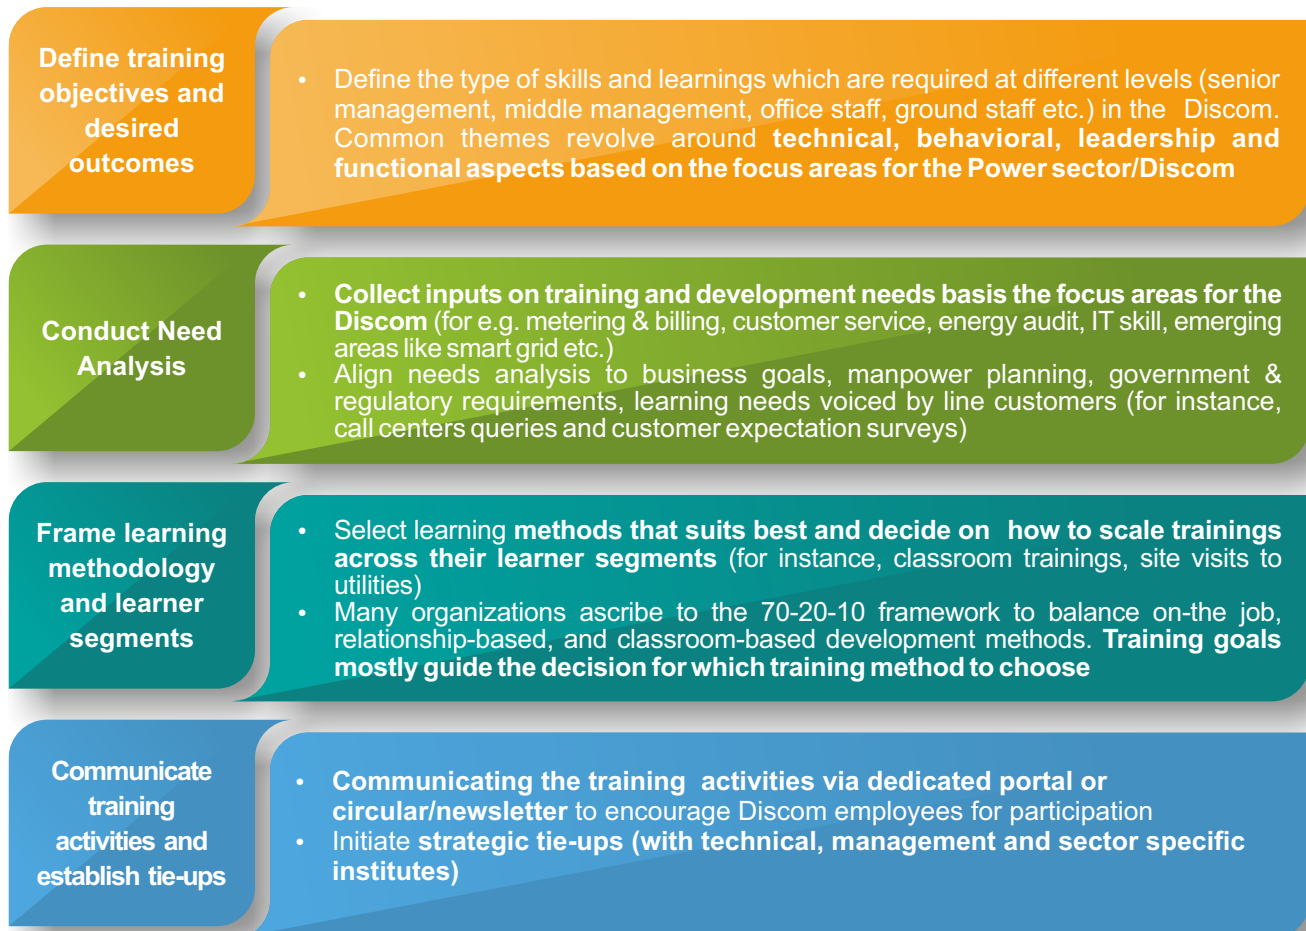 Define training
objectives and
desired
outcomes
• Define the type of skills and learnings which are required at different levels (senior
management, middle management, office staff, ground staff etc.) in the Discom.
Common themes revolve around technical, behavioral, leadership and
functional aspects based on the focus areas for the Power sector/Discom
Conduct Need
Analysis
• Collect inputs on training and development needs basis the focus areas for the
Discom (for e.g. metering & billing, customer service, energy audit, IT skill, emerging
areas like smart grid etc.)
• Align needs analysis to business goals, manpower planning, government &
regulatory requirements, learning needs voiced by line customers (for instance,
call centers queries and customer expectation surveys)
Frame learning
methodology
and learner
segments
• Select learning methods that suits best and decide on how to scale trainings
across their learner segments (for instance, classroom trainings, site visits to
utilities)
• Many organizations ascribe to the 70-20-10 framework to balance on-the job,
relationship-based, and classroom-based development methods. Training goals
mostly guide the decision for which training method to choose
Communicate
training
activities and
establish tie-ups
• Communicating the training activities via dedicated portal or
circular/newsletter to encourage Discom employees for participation
• Initiate strategic tie-ups (with technical, management and sector specific
institutes)